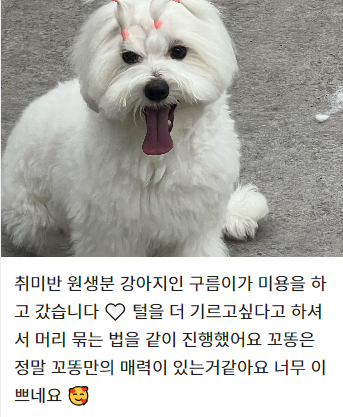 취미반 원생분 강아지인 구름이가 미용을 하
고 갔습니다 🤍 털을 더 기르고싶다고 하셔
서 머리 묶는 법을 같이 진행했어요 꼬똥은
정말 꼬똥만의 매력이 있는거같아요 너무 이
쁘네요 🥰